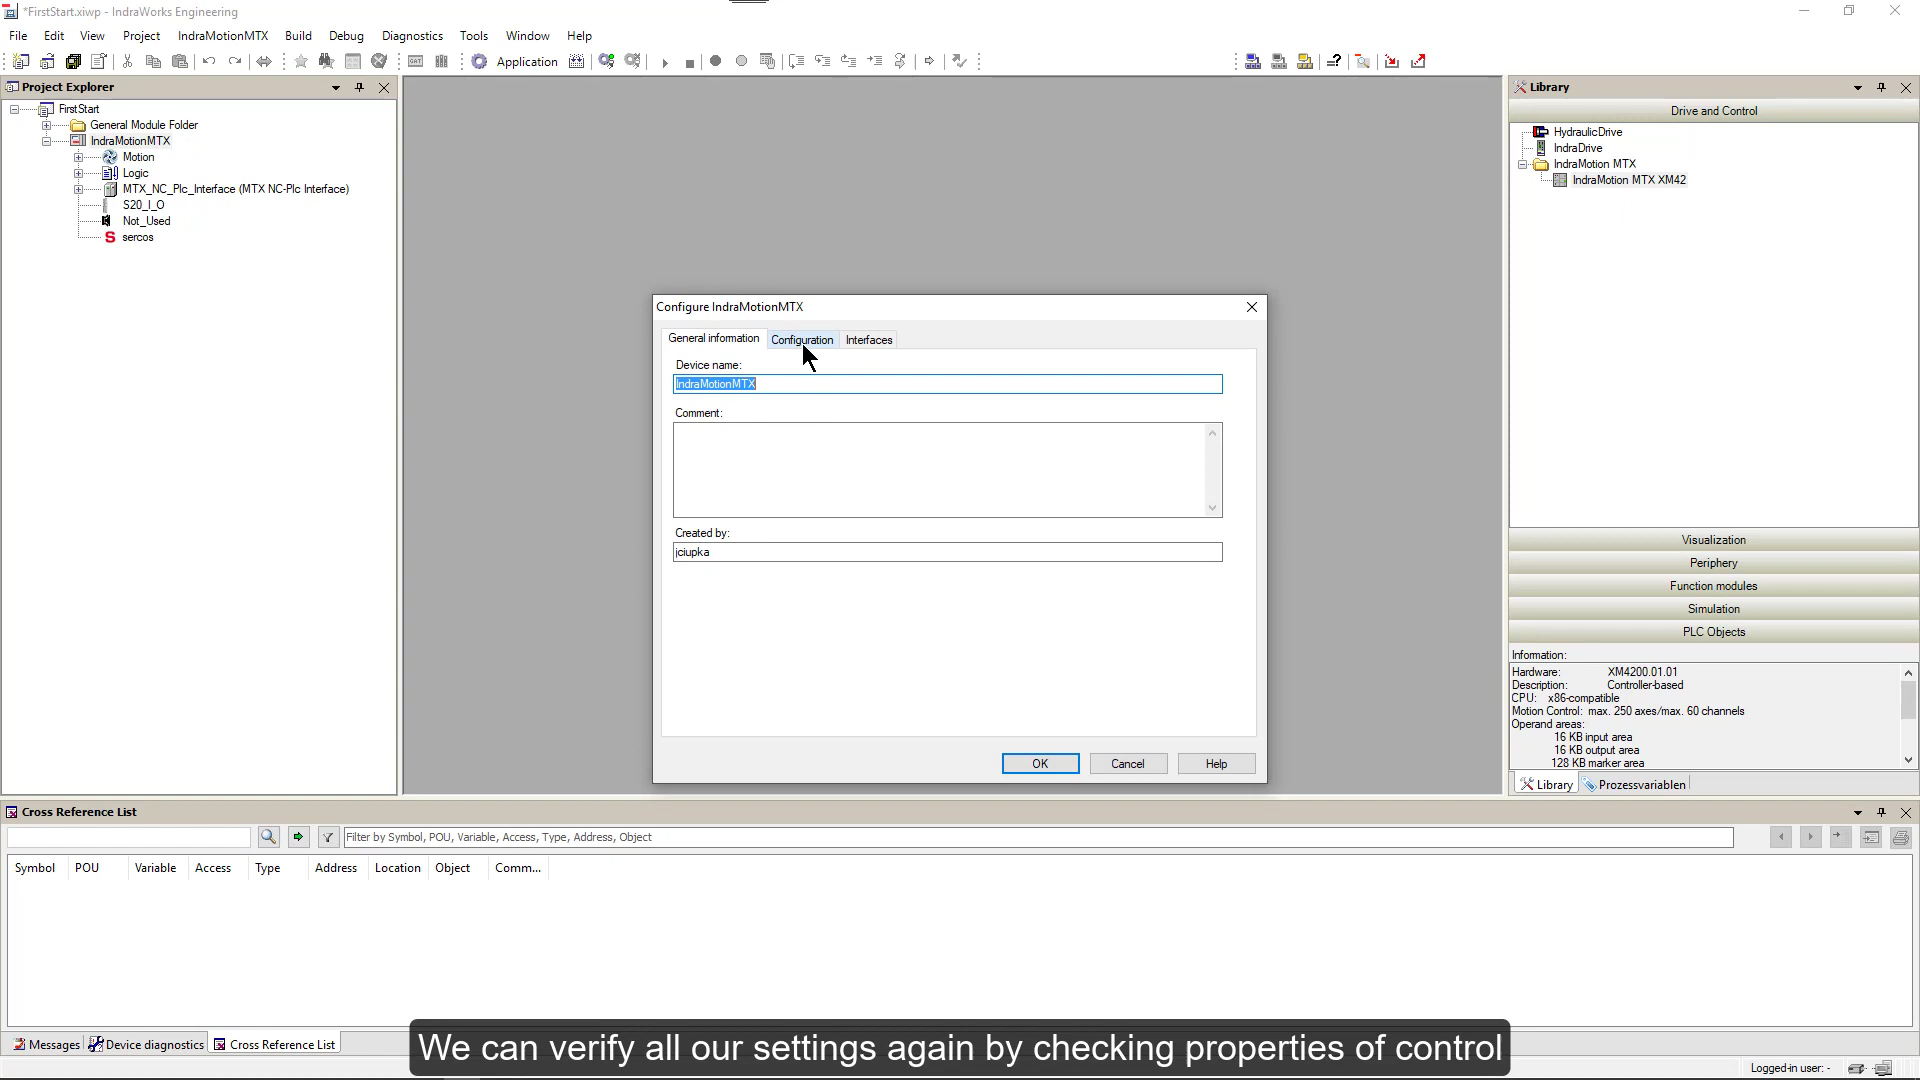 *FirstStart.xiwp - IndraWorks Engineering
File Edit View Project IndraMotionMTX Build Debug Diagnostics Tools Window Help
Application
Project Explorer
FirstStart
General Module Folder
IndraMotionMTX
Motion
Logic
MTX_NC_Plc_Interface (MTX NC-Plc Interface)
S20_I_O
Not_Used
sercos
Configure IndraMotionMTX
General information Configuration Interfaces
Device name:
IndraMotionMTX
Comment:
Created by:
jciupka
OK Cancel Help
Library
Drive and Control
HydraulicDrive
IndraDrive
IndraMotion MTX
IndraMotion MTX XM42
Visualization
Periphery
Function modules
Simulation
PLC Objects
Information:
Hardware: XM4200.01.01
Description: Controller-based
CPU: x86-compatible
Motion Control: max. 250 axes/max. 60 channels
Operand areas:
16 KB input area
16 KB output area
128 KB marker area
Library Prozessvariablen
Cross Reference List
Filter by Symbol, POU, Variable, Access, Type, Address, Object
Symbol POU Variable Access Type Address Location Object Comm...
Messages Device diagnostics Cross Reference List
We can verify all our settings again by checking properties of control
Logged-in user: -